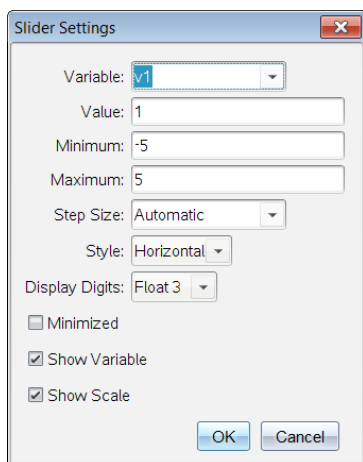 Slider Settings
Variable: v1
Value: 1
Minimum: -5
Maximum: 5
Step Size: Automatic
Style: Horizontal
Display Digits: Float 3
Minimized
Show Variable
Show Scale
OK Cancel